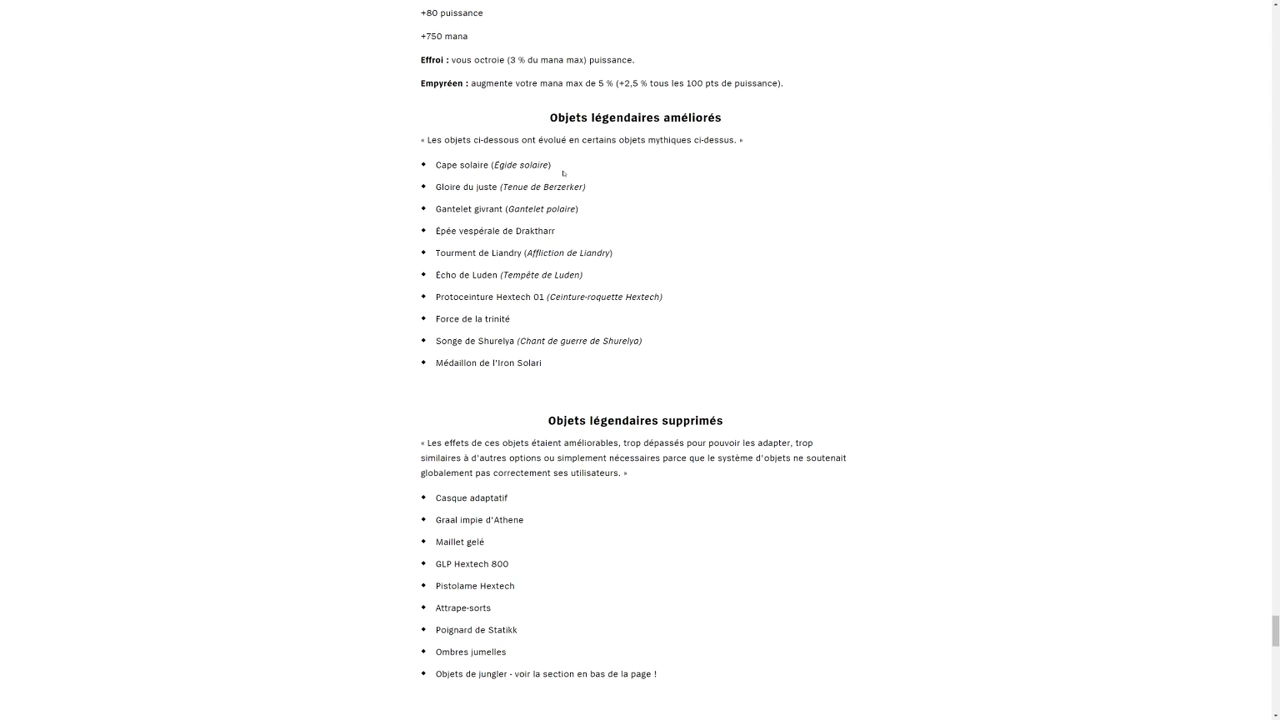 +80 puissance
+750 mana
Effroi : vous octroie (3 % du mana max) puissance.
Empyréen : augmente votre mana max de 5 % (+2,5 % tous les 100 pts de puissance).
Objets légendaires améliorés
« Les objets ci-dessous ont évolué en certains objets mythiques ci-dessus. »
Cape solaire (Égide solaire)
Gloire du juste (Tenue de Berzerker)
Gantelet givrant (Gantelet polaire)
Épée vespérale de Draktharr
Tourment de Liandry (Affliction de Liandry)
Écho de Luden (Tempête de Luden)
Protoceinture Hextech 01 (Ceinture-roquette Hextech)
Force de la trinité
Songe de Shurelya (Chant de guerre de Shurelya)
Médaillon de l'Iron Solari
Objets légendaires supprimés
« Les effets de ces objets étaient améliorables, trop dépassés pour pouvoir les adapter, trop
similaires à d'autres options ou simplement nécessaires parce que le système d'objets ne soutenait
globalement pas correctement ses utilisateurs. »
Casque adaptatif
Graal impie d'Athene
Maillet gelé
GLP Hextech 800
Pistolame Hextech
Attrape-sorts
Poignard de Statikk
Ombres jumelles
Objets de jungler - voir la section en bas de la page !